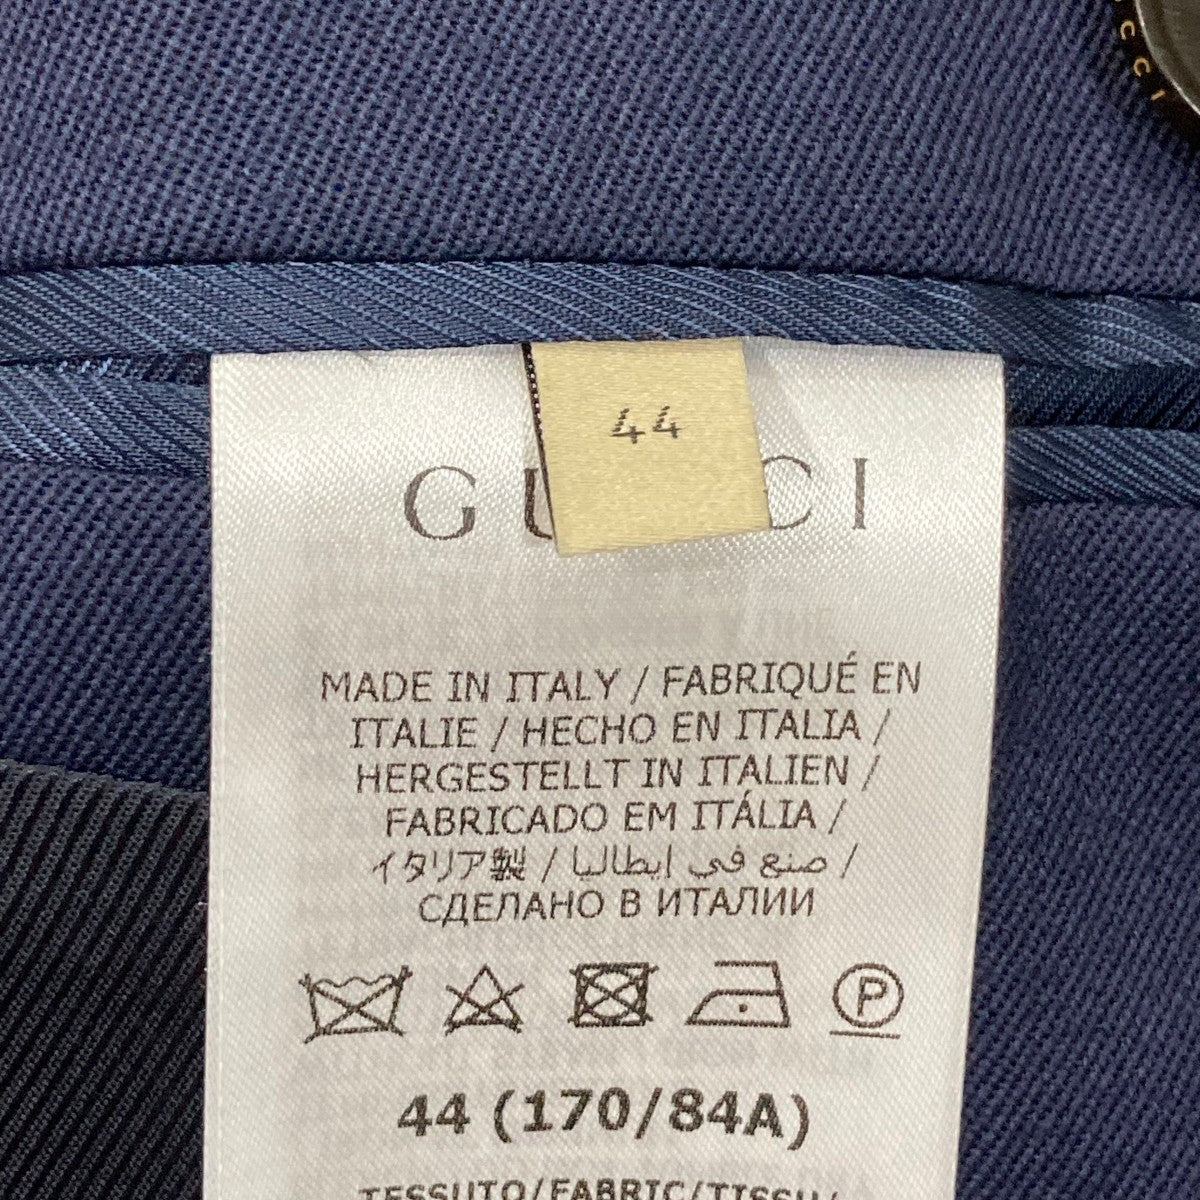 CCI
44
G CI
MADE IN ITALY / FABRIQUÉ EN
ITALIE / HECHO EN ITALIA /
HERGESTELLT IN ITALIEN /
FABRICADO EM ITÁLIA /
イタリア製 / صنع في ايطاليا /
СДЕЛАНО В ИТАЛИИ
P
44 (170/84A)
TESSUTO/FABRIC/TISSU/